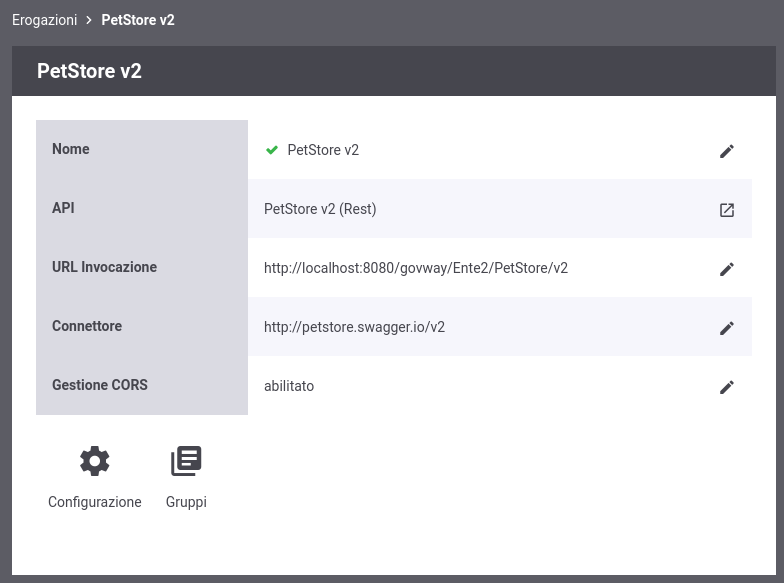 Erogazioni > PetStore v2
PetStore v2
Nome PetStore v2
API PetStore v2 (Rest)
URL Invocazione http://localhost:8080/govway/Ente2/PetStore/v2
Connettore http://petstore.swagger.io/v2
Gestione CORS abilitato
Configurazione Gruppi